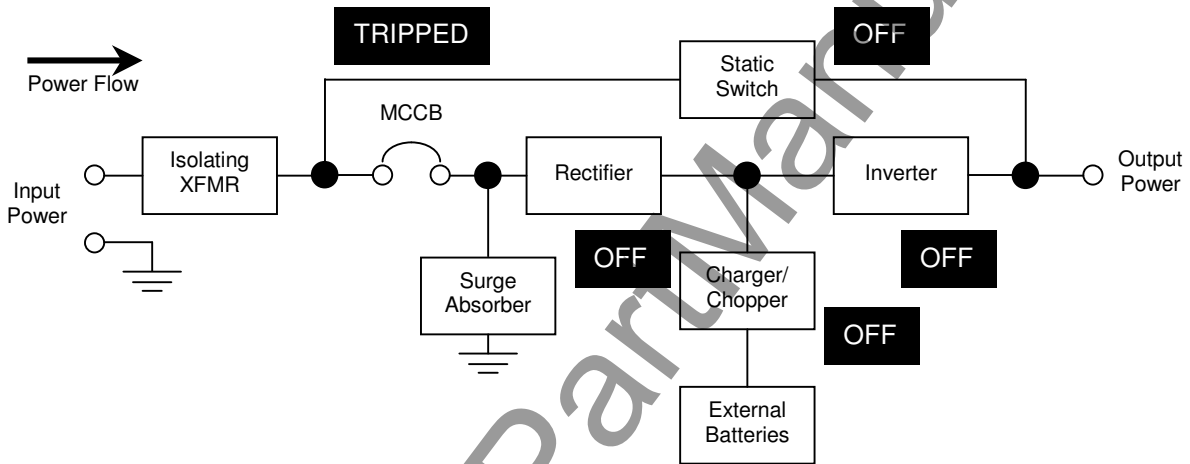 TRIPPED
OFF
Power Flow
Static
Switch
MCCB
Isolating
XFMR
Rectifier
Inverter
Output
Power
Input
Power
OFF
OFF
Surge
Absorber
Charger/
Chopper
OFF
External
Batteries